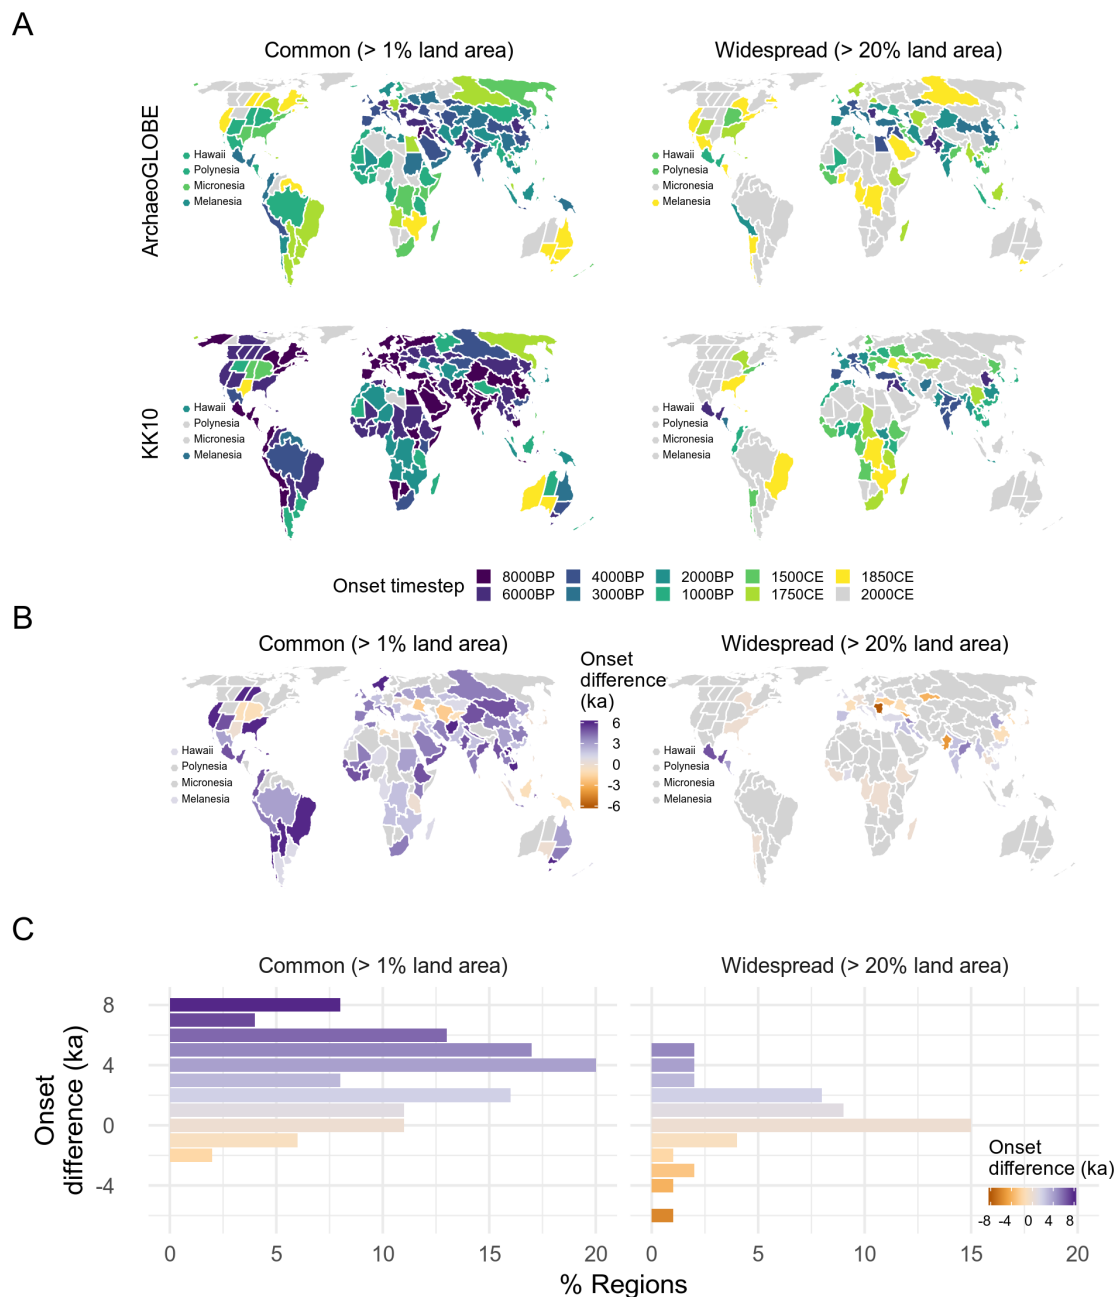 A
Common (> 1% land area)
Widespread (> 20% land area)
ArchaeoGLOBE
Hawaii
Polynesia
Micronesia
Melanesia
Hawaii
Polynesia
Micronesia
Melanesia
KK10
Hawaii
Polynesia
Micronesia
Melanesia
Hawaii
Polynesia
Micronesia
Melanesia
Onset timestep
8000BP 4000BP 2000BP 1500CE 1850CE
6000BP 3000BP 1000BP 1750CE 2000CE
B
Common (> 1% land area)
Widespread (> 20% land area)
Onset
difference
(ka)
6
3
0
-3
-6
Hawaii
Polynesia
Micronesia
Melanesia
Hawaii
Polynesia
Micronesia
Melanesia
C
Common (> 1% land area)
Widespread (> 20% land area)
Onset
difference (ka)
8
4
0
-4
Onset
difference (ka)
-8 -4 0 4 8
0 5 10 15 20
0 5 10 15 20
% Regions